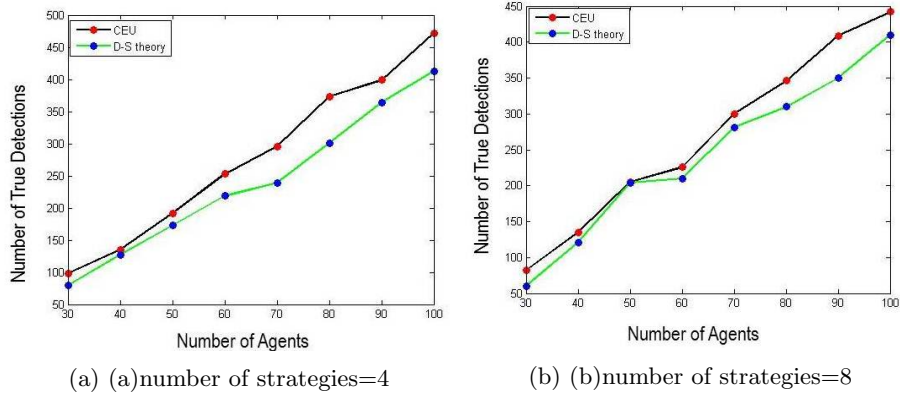 500
450
400
350
300
250
200
150
100
50
CEU
D-S theory
Number of True Detections
30 40 50 60 70 80 90 100
Number of Agents
(a) (a)number of strategies=4
450
400
350
300
250
200
150
100
50
CEU
D-S theory
Number of True Detections
30 40 50 60 70 80 90 100
Number of Agents
(b) (b)number of strategies=8